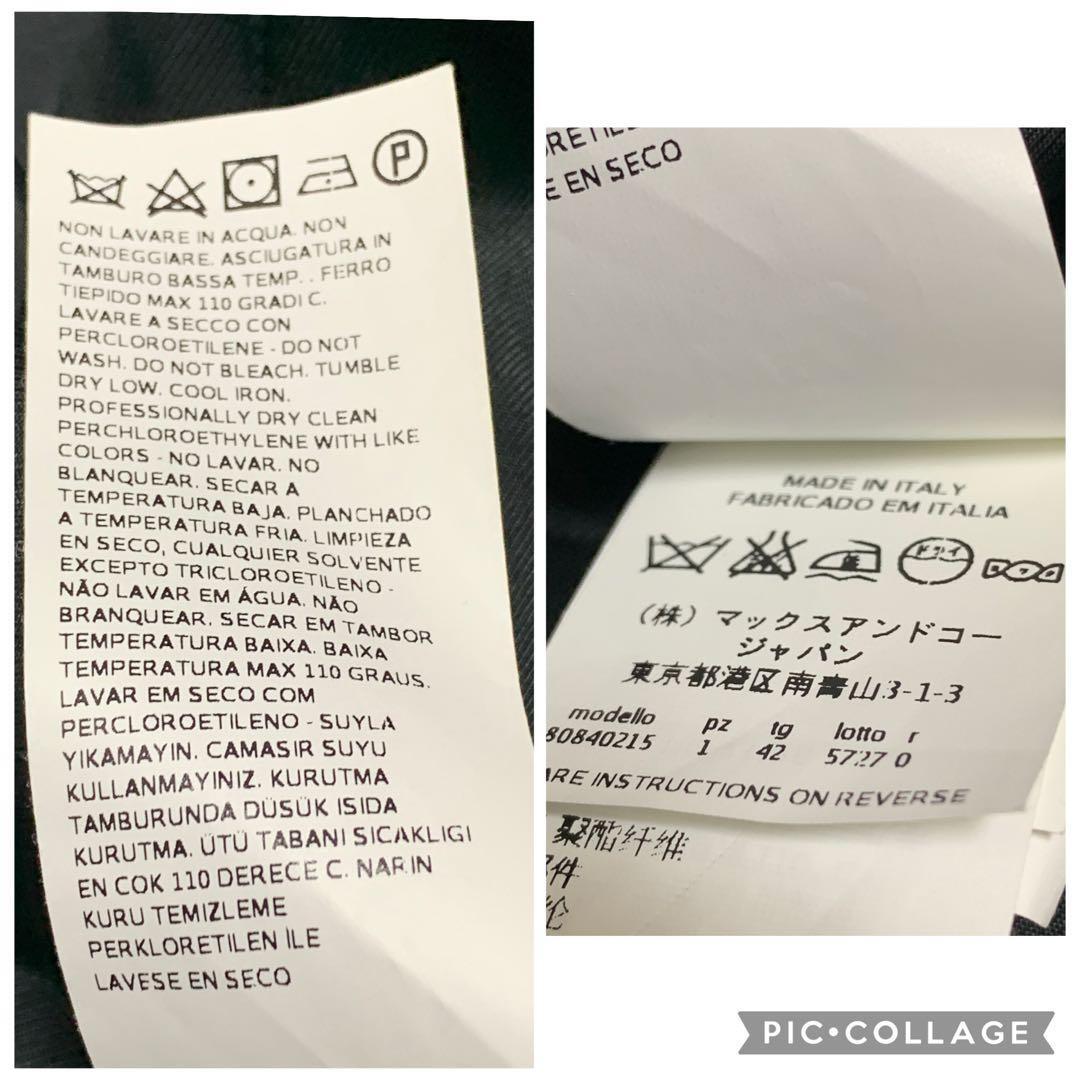 P
NON LAVARE IN ACQUA. NON
CANDEGGIARE. ASCIUGATURA IN
TAMBURO BASSA TEMP. . FERRO
TIEPIDO MAX 110 GRADI C.
LAVARE A SECCO CON
PERCLOROETILENE - DO NOT
WASH. DO NOT BLEACH. TUMBLE
DRY LOW. COOL IRON.
PROFESSIONALLY DRY CLEAN
PERCHLOROETHYLENE WITH LIKE
COLORS - NO LAVAR. NO
BLANQUEAR. SECAR A
TEMPERATURA BAJA. PLANCHADO
A TEMPERATURA FRIA. LIMPIEZA
EN SECO, CUALQUIER SOLVENTE
EXCEPTO TRICLOROETILENO -
NÃO LAVAR EM ÁGUA. NÃO
BRANQUEAR. SECAR EM TAMBOR
TEMPERATURA BAIXA. BAIXA
TEMPERATURA MAX 110 GRAUS.
LAVAR EM SECO COM
PERCLOROETILENO - SUYLA
YIKAMAYIN. CAMASIR SUYU
KULLANMAYINIZ. KURUTMA
TAMBURUNDA DÜSÜK ISIDA
KURUTMA. ÜTÜ TABANI SICAKLIGI
EN COK 110 DERECE C. NARIN
KURU TEMIZLEME
PERKLORETILEN İLE
LAVESE EN SECO
E EN SECO
MADE IN ITALY
FABRICADO EM ITALIA
ドライ
(株) マックスアンドコー
ジャパン
東京都港区南青山3-1-3
modello pz tg lotto r
80840215 1 42 5727 0
ARE INSTRUCTIONS ON REVERSE
聚酯纤维
件
PIC•COLLAGE